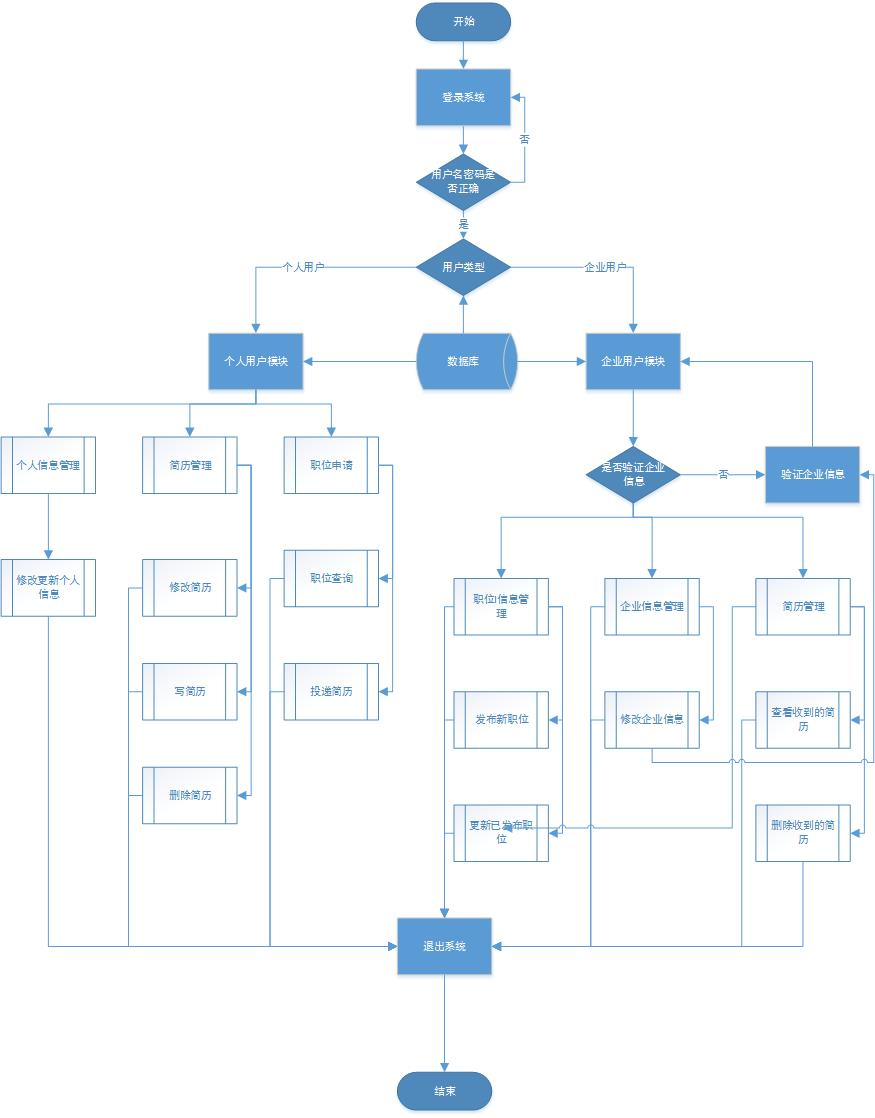 开始
登录系统
否
用户名密码是
否正确
是
个人用户
用户类型
企业用户
个人用户模块
数据库
企业用户模块
个人信息管理
简历管理
职位申请
是否验证企业
信息
否
验证企业信息
修改更新个人
信息
修改简历
职位查询
职位I信息管
理
企业信息管理
简历管理
写简历
投递简历
发布新职位
修改企业信息
查看收到的简
历
删除简历
更新已发布职
位
删除收到的简
历
退出系统
结束